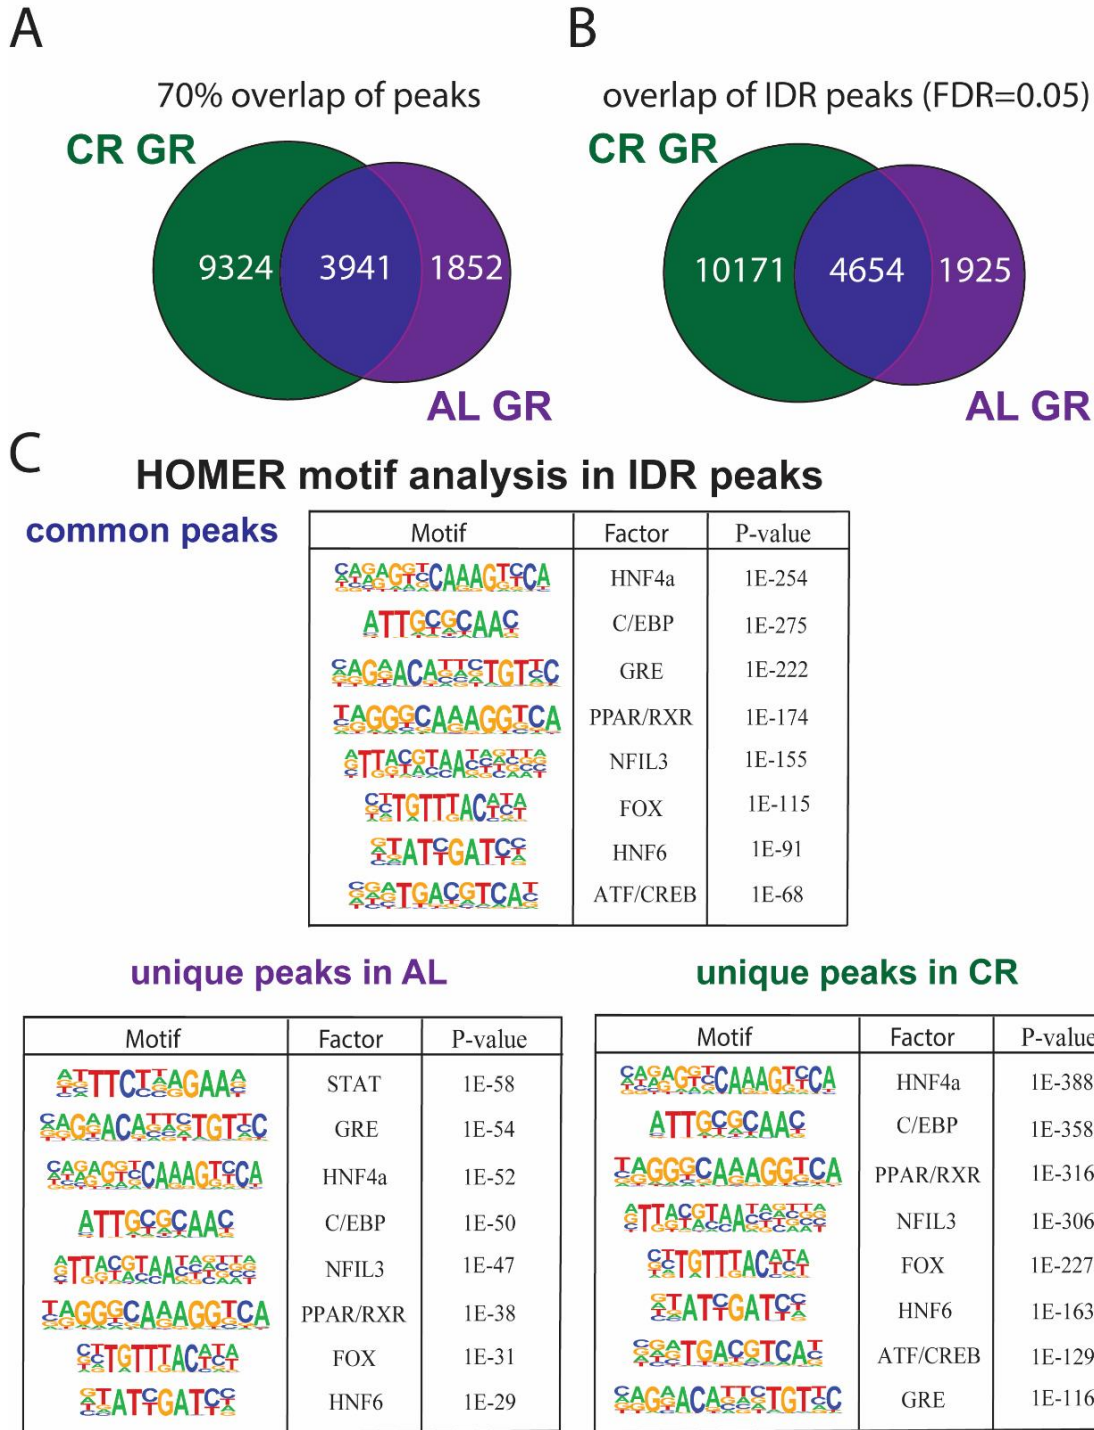 A
B
70% overlap of peaks
overlap of IDR peaks (FDR=0.05)
CR GR
CR GR
9324 3941 1852
10171 4654 1925
AL GR
AL GR
C
HOMER motif analysis in IDR peaks
common peaks
Motif Factor P-value
HNF4a 1E-254
ATTGCGCAAC C/EBP 1E-275
GRE 1E-222
TAGGGCAAAGGTCA PPAR/RXR 1E-174
NFIL3 1E-155
FOX 1E-115
HNF6 1E-91
ATF/CREB 1E-68
unique peaks in AL
Motif Factor P-value
STAT 1E-58
GRE 1E-54
HNF4a 1E-52
ATTGCGCAAC C/EBP 1E-50
NFIL3 1E-47
TAGGGCAAAGGTCA PPAR/RXR 1E-38
FOX 1E-31
HNF6 1E-29
unique peaks in CR
Motif Factor P-value
HNF4a 1E-388
ATTGCGCAAC C/EBP 1E-358
TAGGGCAAAGGTCA PPAR/RXR 1E-316
NFIL3 1E-306
FOX 1E-227
HNF6 1E-163
ATF/CREB 1E-129
GRE 1E-116